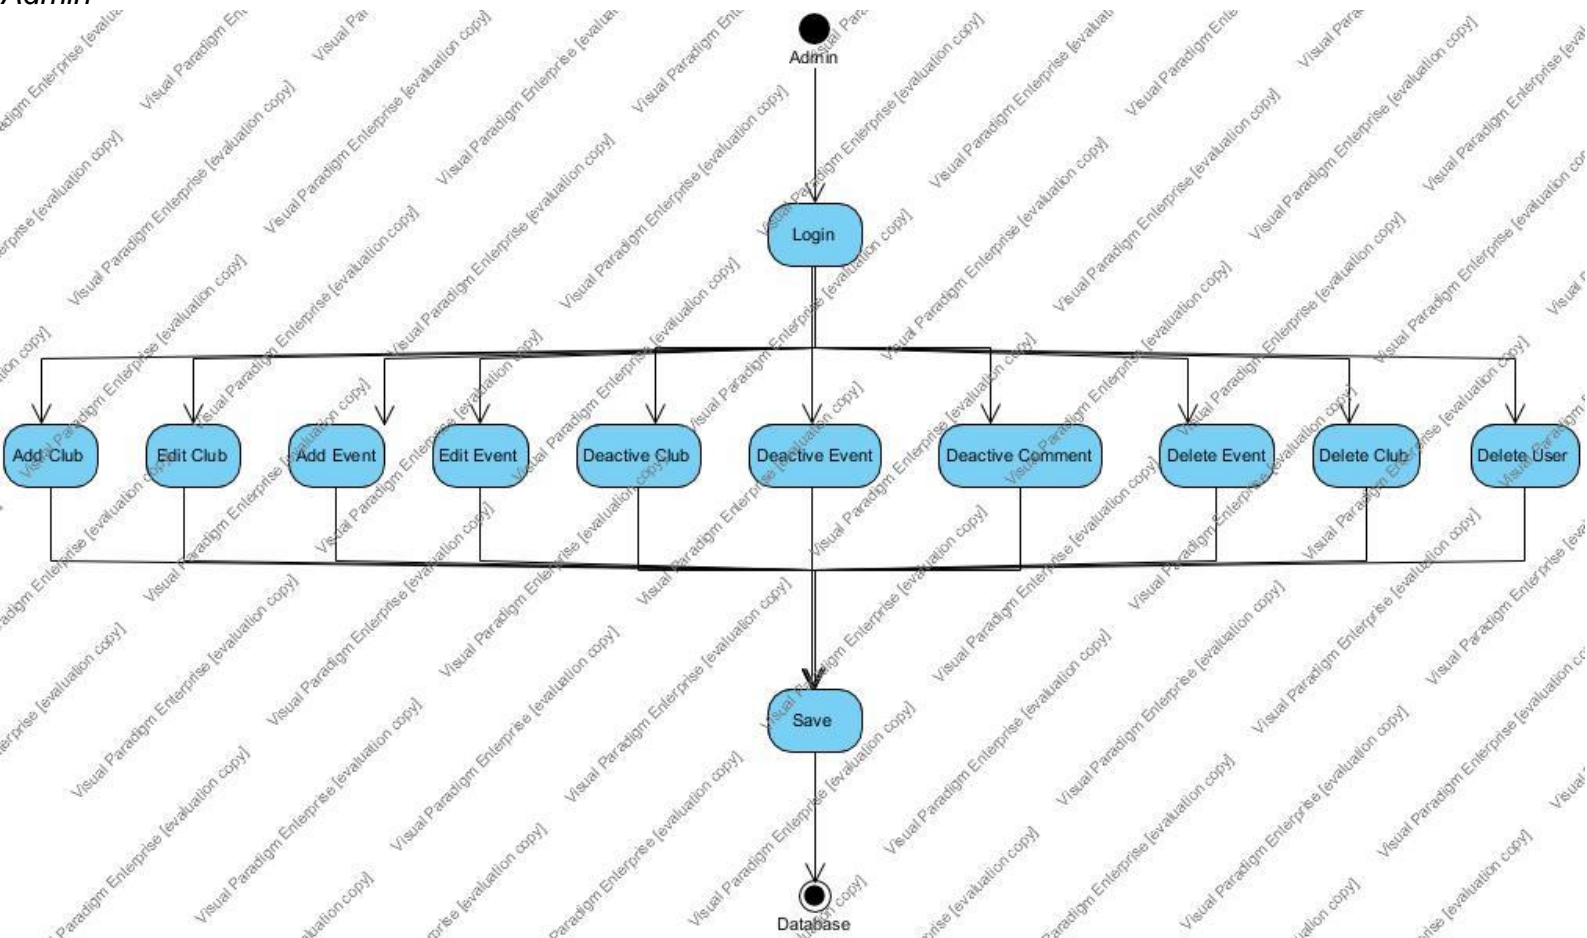 Admin
Admin
Login
Add Club
Edit Club
Add Event
Edit Event
Deactive Club
Deactive Event
Deactive Comment
Delete Event
Delete Club
Delete User
Save
Database
Visual Paradigm Enterprise [evaluation copy]